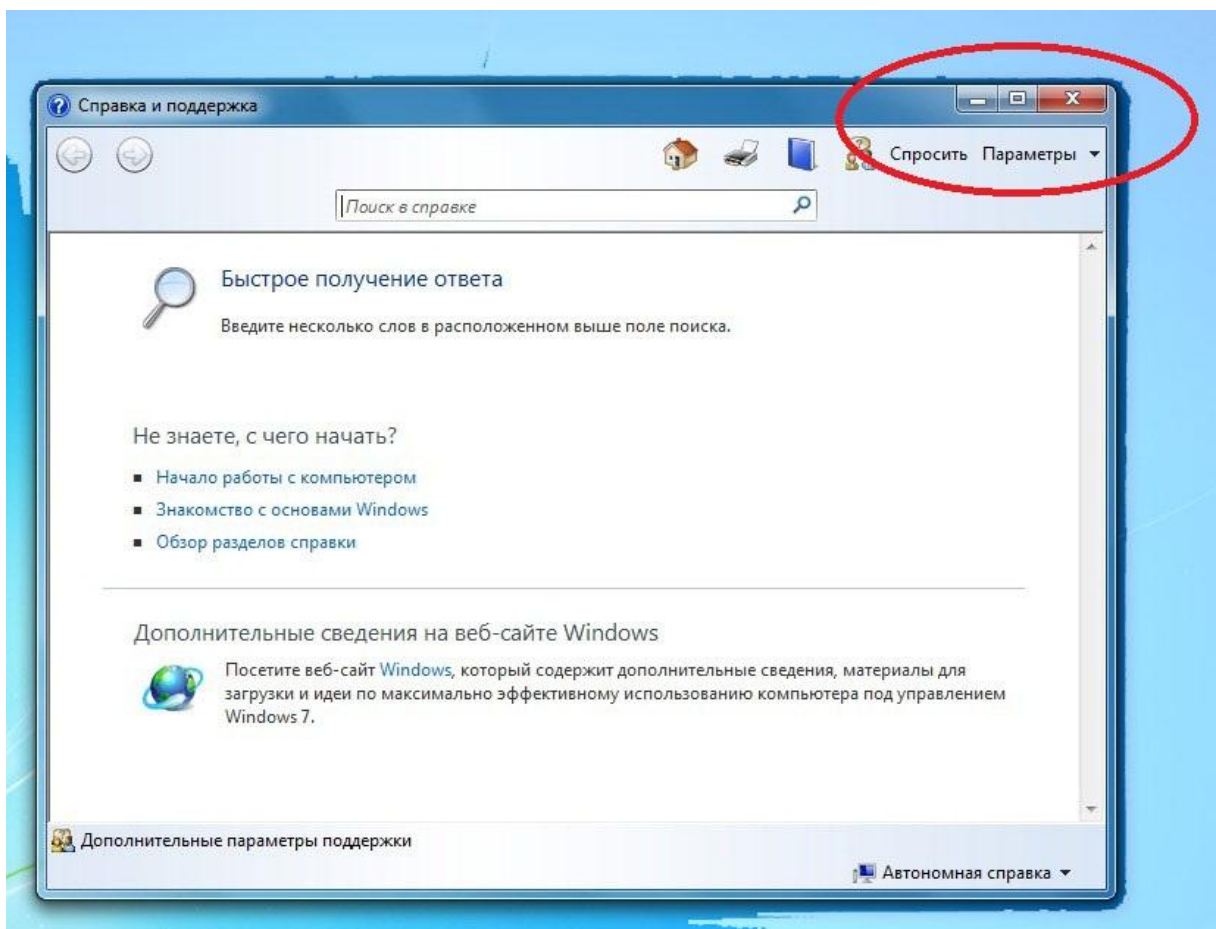 Справка и поддержка
Спросить Параметры
Поиск в справке
Быстрое получение ответа
Введите несколько слов в расположенном выше поле поиска.
Не знаете, с чего начать?
Начало работы с компьютером
Знакомство с основами Windows
Обзор разделов справки
Дополнительные сведения на веб-сайте Windows
Посетите веб-сайт Windows, который содержит дополнительные сведения, материалы для
загрузки и идеи по максимально эффективному использованию компьютера под управлением
Windows 7.
Дополнительные параметры поддержки
Автономная справка